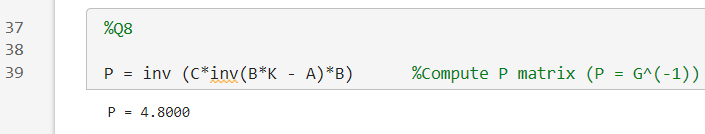 37 %Q8
38
39 P = inv (C*inv(B*K - A)*B) %Compute P matrix (P = G^(-1))
P = 4.8000